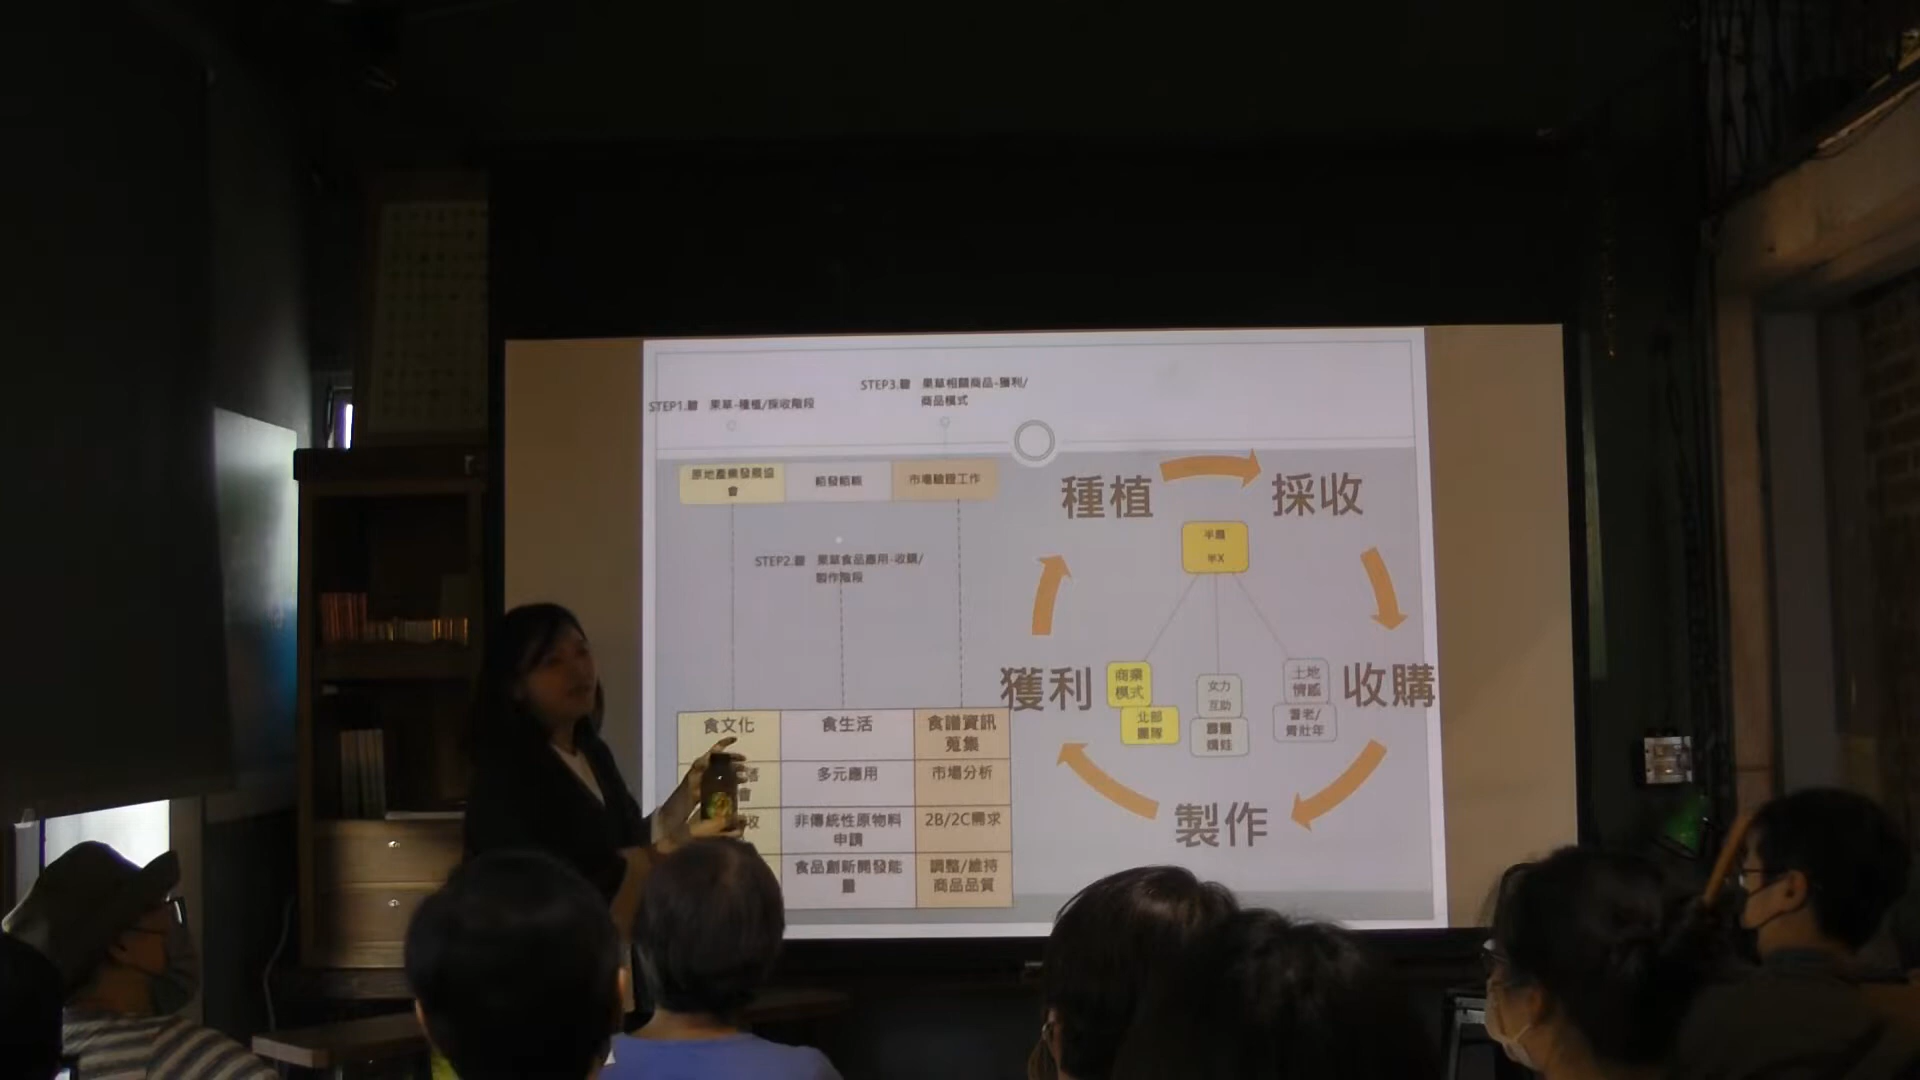 STEP3.
果草相關商品-獲利/
商品模式
STEP1.
果草-種植/採收階段
原地產業發展協
會
市場驗證工作
STEP2.
果草食品應用-收購/
製作階段
食文化
食生活
食譜資訊
蒐集
多元應用
市場分析
會
收
非傳統性原物料
申請
2B/2C需求
食品創新開發能
量
調整/維持
商品品質
種植
採收
收購
製作
獲利
半X
商業
模式
北部
團隊
女力
互助
土地
情感
耆老/
青壯年